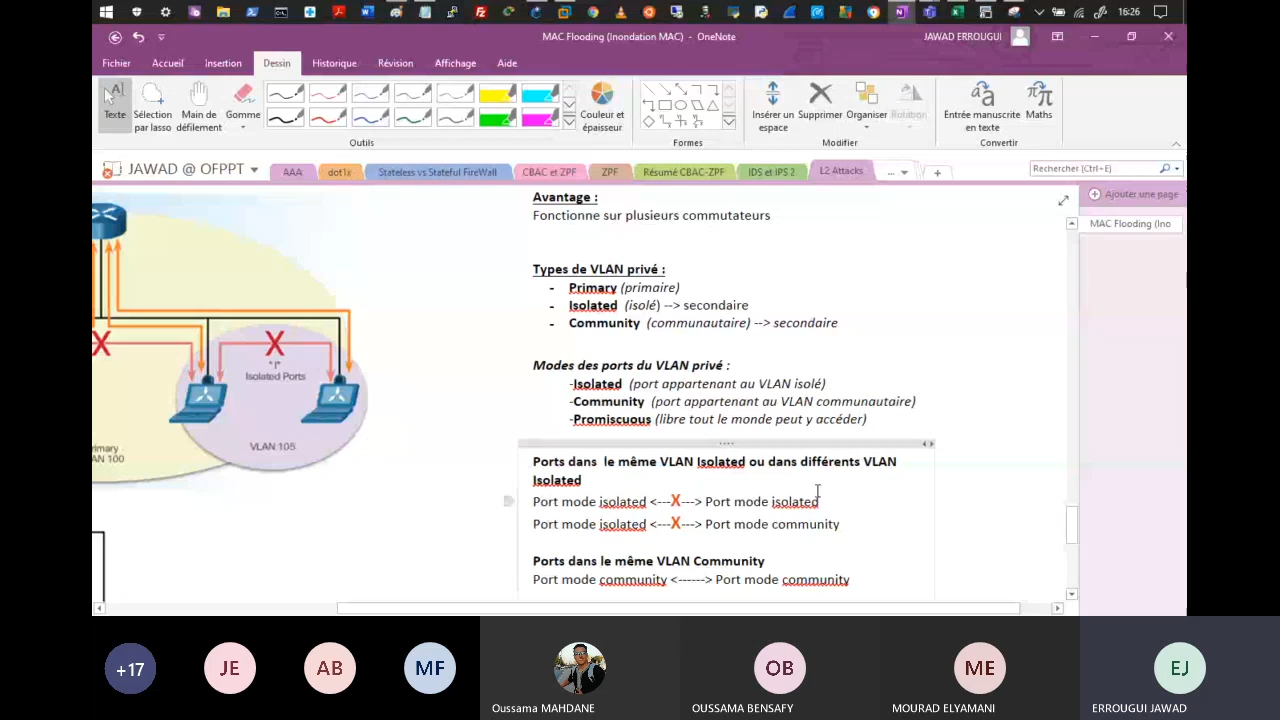 16:26
MAC Flooding (Inondation MAC) - OneNote
JAWAD ERROUGUI
Fichier Accueil Insertion Dessin Historique Révision Affichage Aide
Texte
Sélection par lasso
Main de défilement
Gomme
Couleur et épaisseur
Insérer un espace
Supprimer
Organiser
Rotation
Entrée manuscrite en texte
Maths
Outils Formes Modifier Convertir
JAWAD @ OFPPT
AAA dot1x Stateless vs Stateful FireWall CBAC et ZPF ZPF Résumé CBAC-ZPF IDS et IPS 2 L2 Attacks ...
Rechercher (Ctrl+E)
Ajouter une page
MAC Flooding (Ino
Avantage :
Fonctionne sur plusieurs commutateurs
Types de VLAN privé :
- Primary (primaire)
- Isolated (isolé) --> secondaire
- Community (communautaire) --> secondaire
Modes des ports du VLAN privé :
-Isolated (port appartenant au VLAN isolé)
-Community (port appartenant au VLAN communautaire)
-Promiscuous (libre tout le monde peut y accéder)
Ports dans le même VLAN Isolated ou dans différents VLAN
Isolated
Port mode isolated <---X---> Port mode isolated
Port mode isolated <---X---> Port mode community
Ports dans le même VLAN Community
Port mode community <------> Port mode community
X
X
"I"
Isolated Ports
VLAN 105
rimary
AN 100
+17
JE
AB
MF
Oussama MAHDANE
OB
OUSSAMA BENSAFY
ME
MOURAD ELYAMANI
EJ
ERROUGUI JAWAD